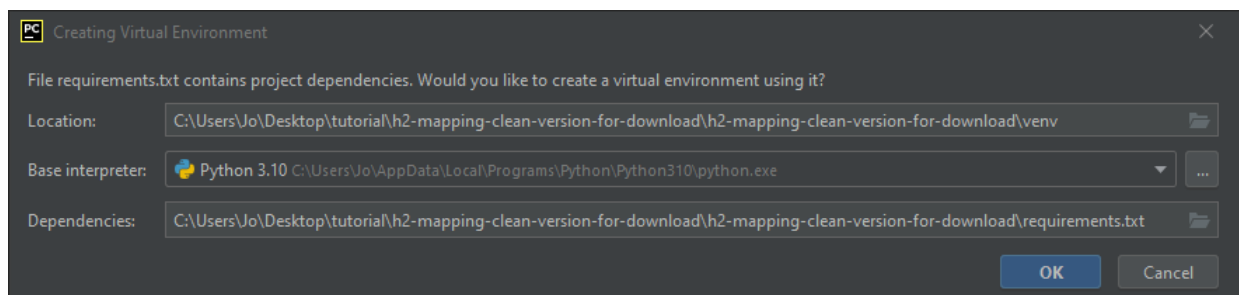 PC Creating Virtual Environment
File requirements.txt contains project dependencies. Would you like to create a virtual environment using it?
Location: C:\Users\Jo\Desktop\tutorial\h2-mapping-clean-version-for-download\h2-mapping-clean-version-for-download\venv
Base interpreter: Python 3.10 C:\Users\Jo\AppData\Local\Programs\Python\Python310\python.exe ...
Dependencies: C:\Users\Jo\Desktop\tutorial\h2-mapping-clean-version-for-download\h2-mapping-clean-version-for-download\requirements.txt
OK Cancel